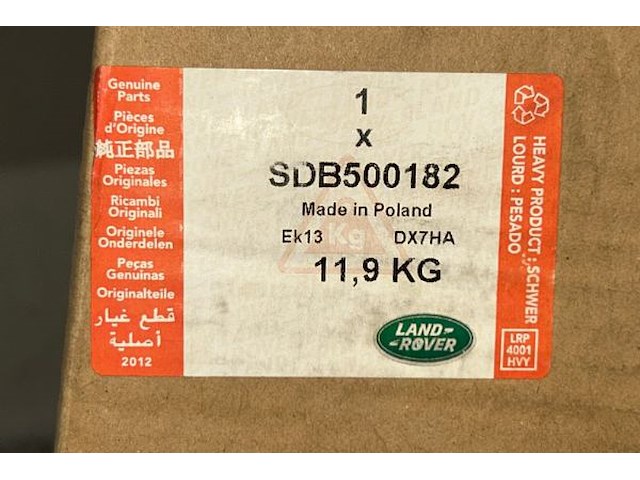 Genuine
Parts
Pièces
d'Origine
純正部品
Piezas
Originales
Ricambi
Originali
Originele
Onderdelen
Peças
Genuínas
Originalteile
قطع غيار
أصلية
2012
1
x
SDB500182
Made in Poland
Ek13 DX7HA
Kg
11,9 KG
LAND-
-ROVER
HEAVY PRODUCT : SCHWER
LOURD : PESADO
LRP
4001
HVY